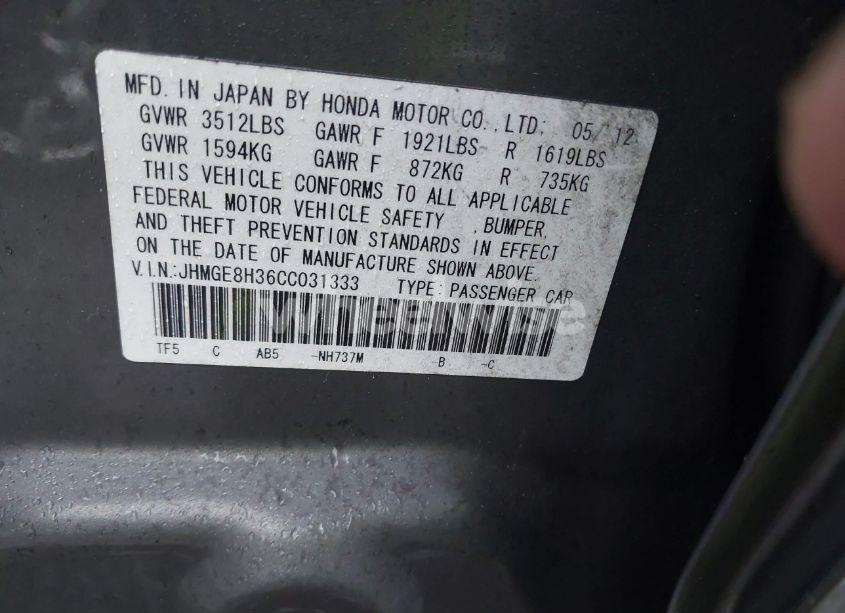 MFD. IN JAPAN BY HONDA MOTOR CO.,LTD; 05/12
GVWR 3512LBS GAWR F 1921LBS R 1619LBS
GVWR 1594KG GAWR F 872KG R 735KG
THIS VEHICLE CONFORMS TO ALL APPLICABLE
FEDERAL MOTOR VEHICLE SAFETY ,BUMPER,
AND THEFT PREVENTION STANDARDS IN EFFECT
ON THE DATE OF MANUFACTURE SHOWN ABOVE.
V.I.N.:JHMGE8H36CC031333 TYPE: PASSENGER CAR
TF5 C AB5 -NH737M -B -C